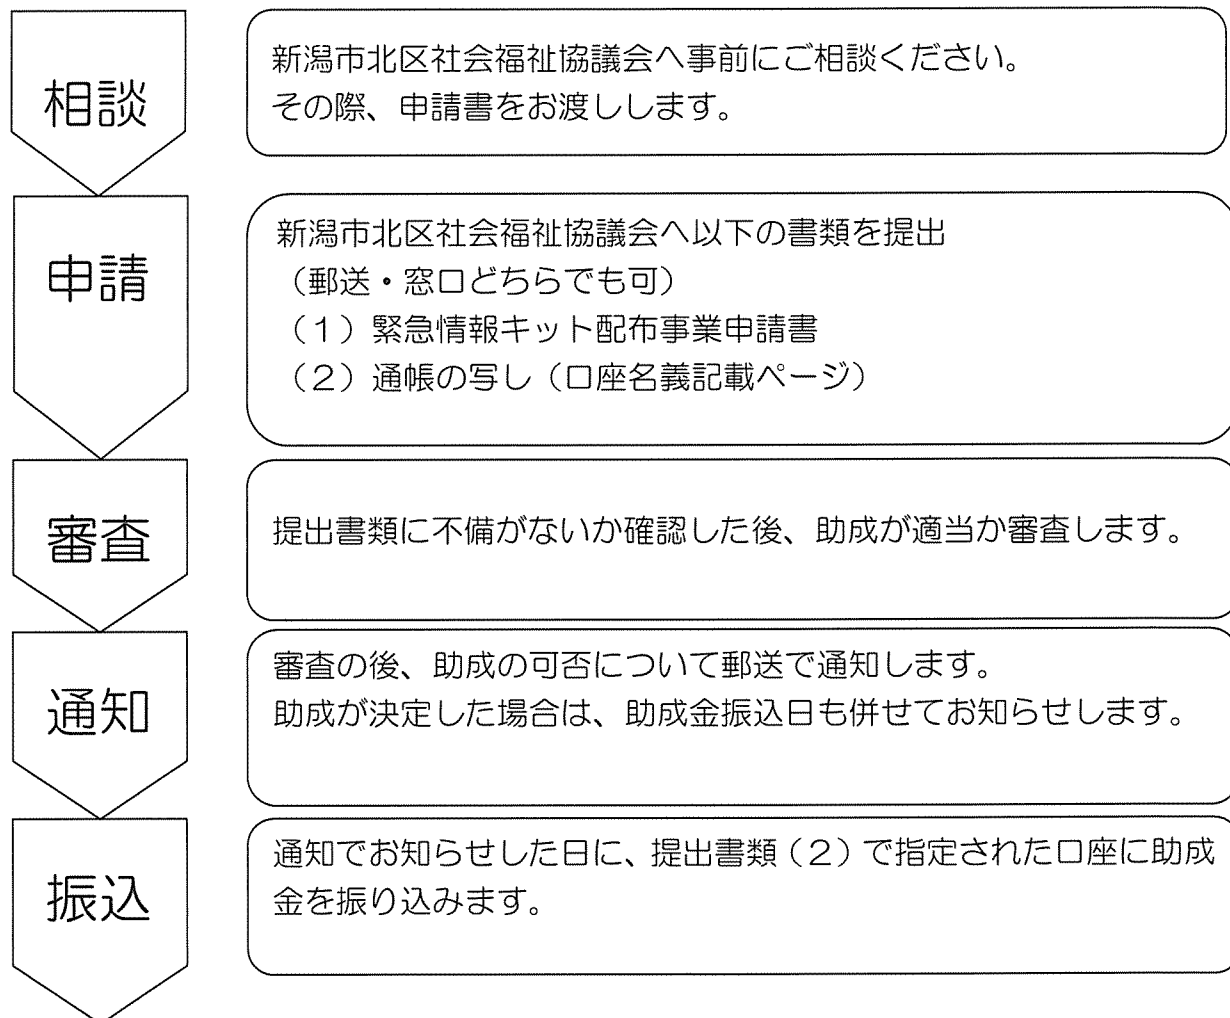 相談
新潟市北区社会福祉協議会へ事前にご相談ください。
その際、申請書をお渡しします。
申請
新潟市北区社会福祉協議会へ以下の書類を提出
（郵送・窓口どちらでも可）
（1）緊急情報キット配布事業申請書
（2）通帳の写し（口座名義記載ページ）
審査
提出書類に不備がないか確認した後、助成が適当か審査します。
通知
審査の後、助成の可否について郵送で通知します。
助成が決定した場合は、助成金振込日も併せてお知らせします。
振込
通知でお知らせした日に、提出書類（2）で指定された口座に助成
金を振り込みます。